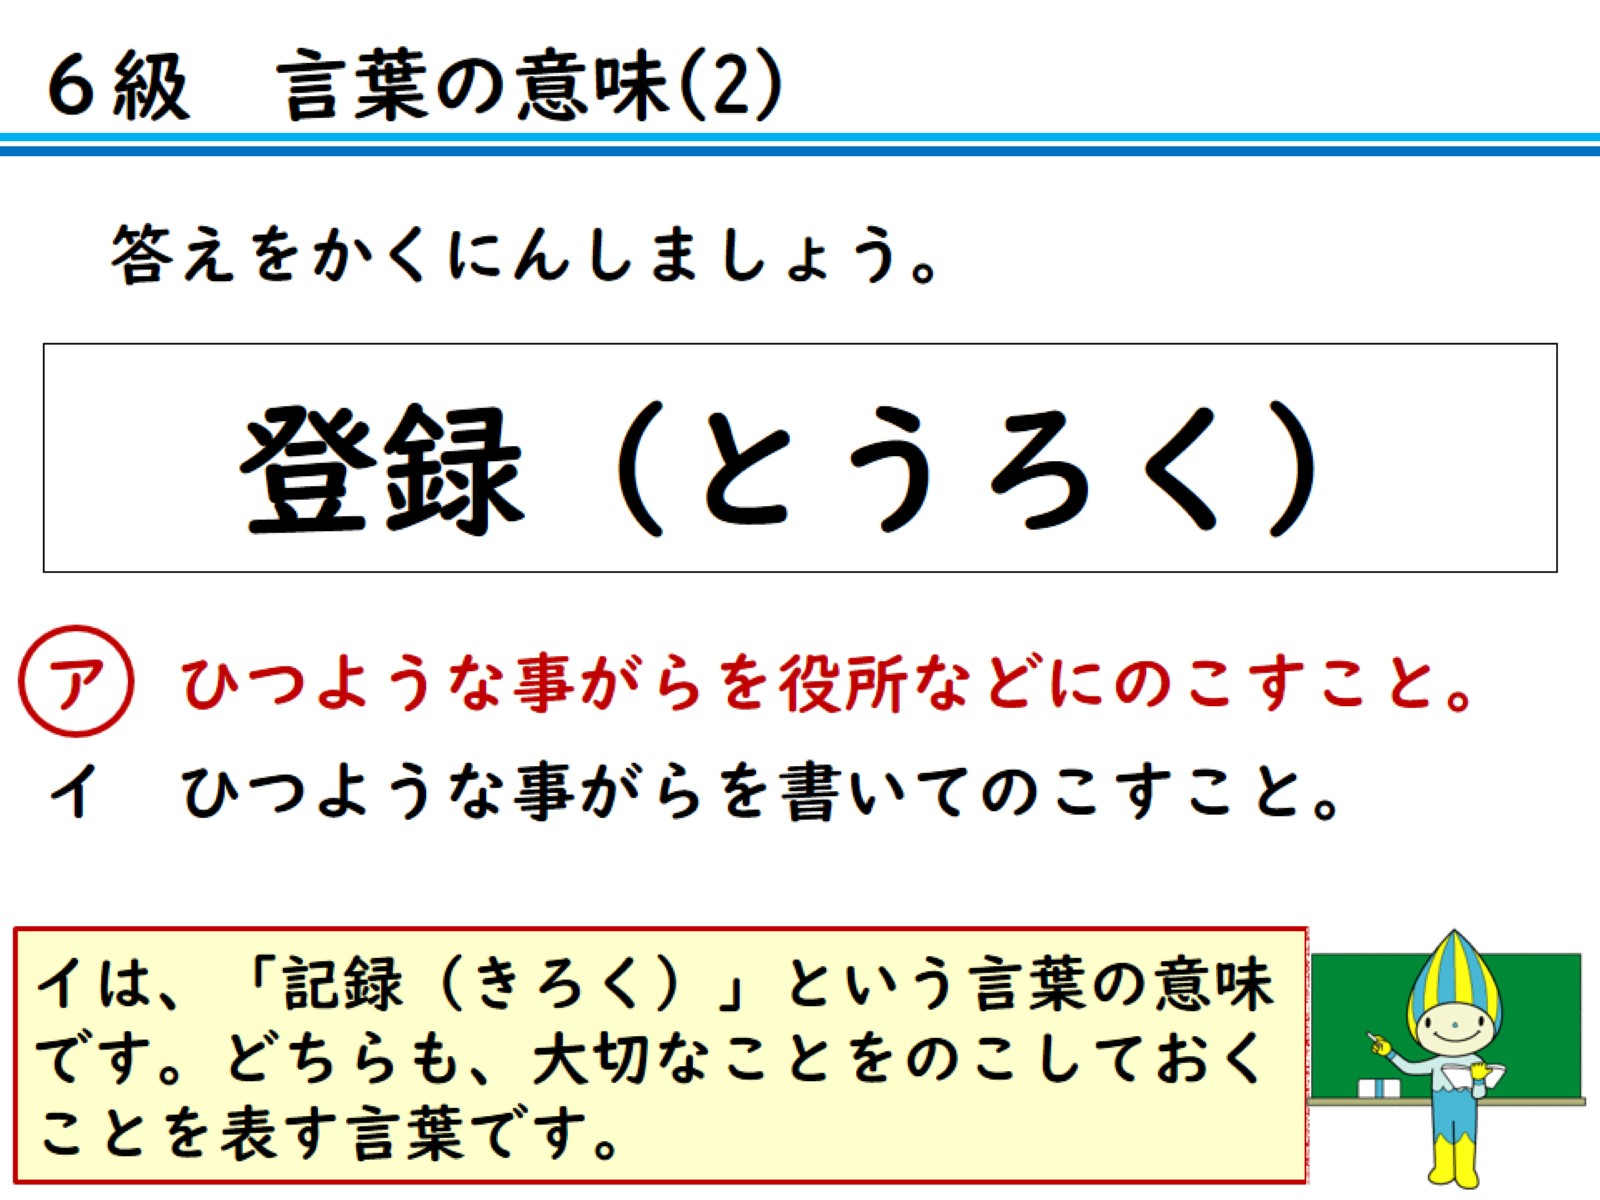 ６級　言葉の意味(2)
答えをかくにんしましょう。
登録（とうろく）
ア　ひつような事がらを役所などにのこすこと。
イ　ひつような事がらを書いてのこすこと。
イは、「記録（きろく）」という言葉の意味
です。どちらも、大切なことをのこしておく
ことを表す言葉です。